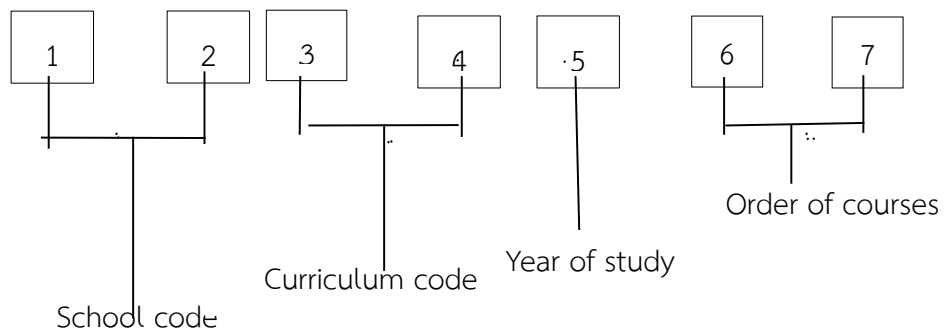 1 2 3 4 5 6 7
Order of courses
Year of study
Curriculum code
School code